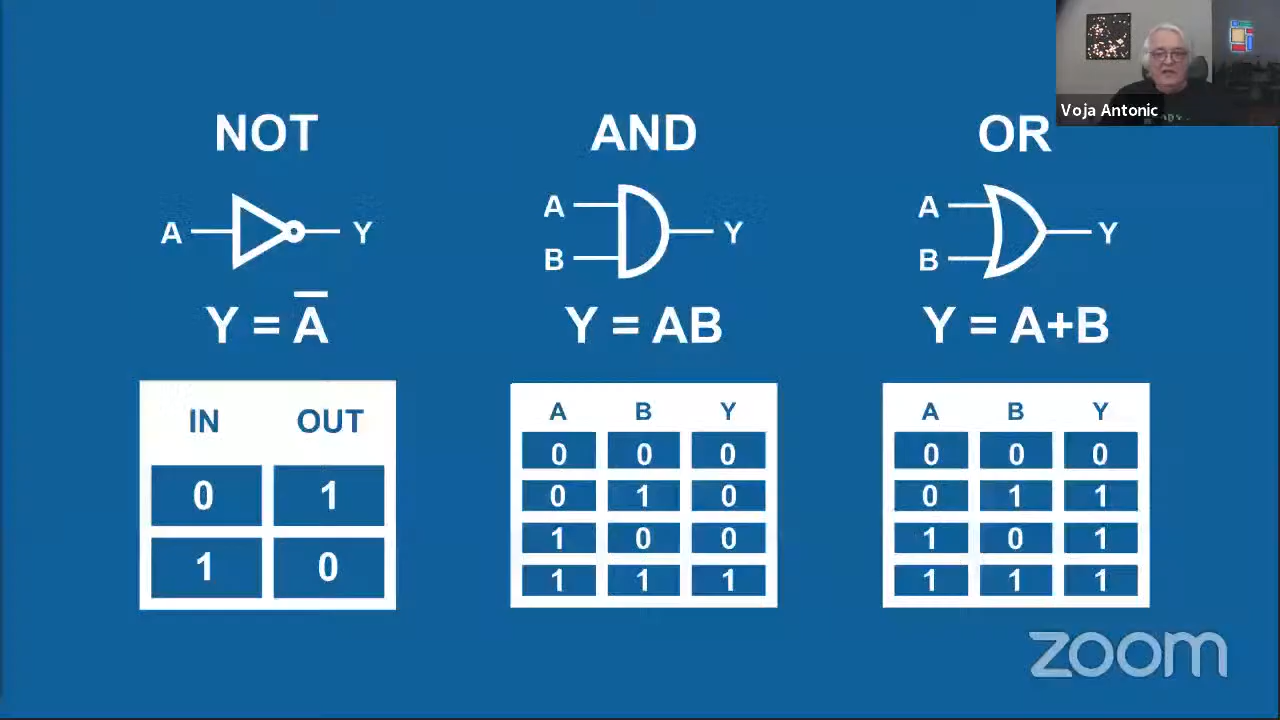 Voja Antonic
NOT
A Y
Y = A̅
IN OUT
0 1
1 0
AND
A
B
Y
Y = AB
A B Y
0 0 0
0 1 0
1 0 0
1 1 1
OR
A
B
Y
Y = A+B
A B Y
0 0 0
0 1 1
1 0 1
1 1 1
zoom